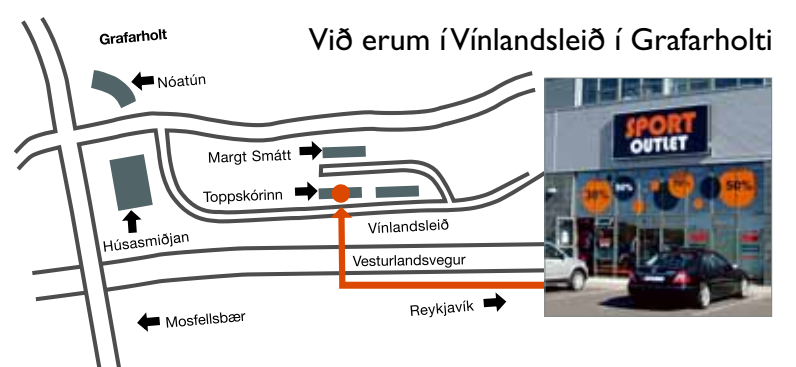 Við erum í Vínlandsleið í Grafarholti
Grafarholt
Nóatún
Margt Smátt
Toppskórinn
Húsasmiðjan
Vínlandsleið
Vesturlandsvegur
Reykjavík
Mosfellsbær
SPORT
OUTLET
30%
50%
70%
50%